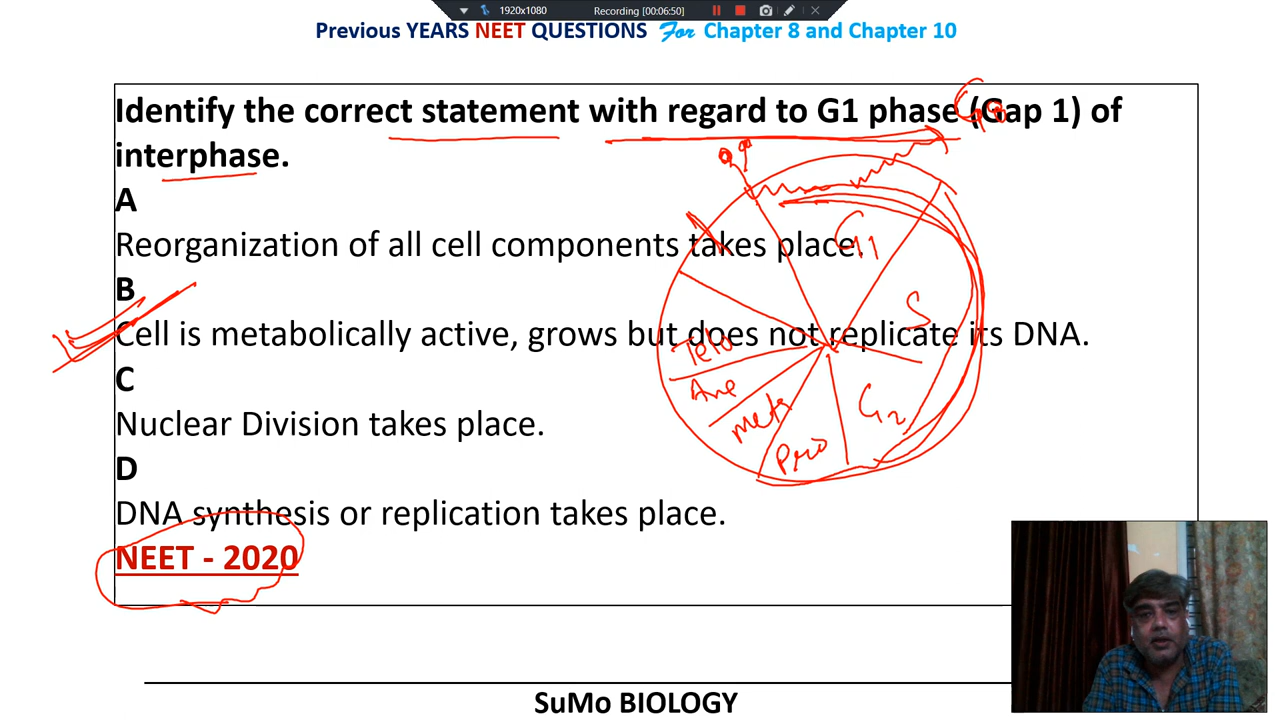 1920x1080 Recording [00:06:50]
Previous YEARS NEET QUESTIONS For Chapter 8 and Chapter 10
Identify the correct statement with regard to G1 phase (Gap 1) of
interphase.
A
Reorganization of all cell components takes place.
B
Cell is metabolically active, grows but does not replicate its DNA.
C
Nuclear Division takes place.
D
DNA synthesis or replication takes place.
NEET - 2020
G1
S
G2
Pro
Meta
Ana
Telo
SuMo BIOLOGY